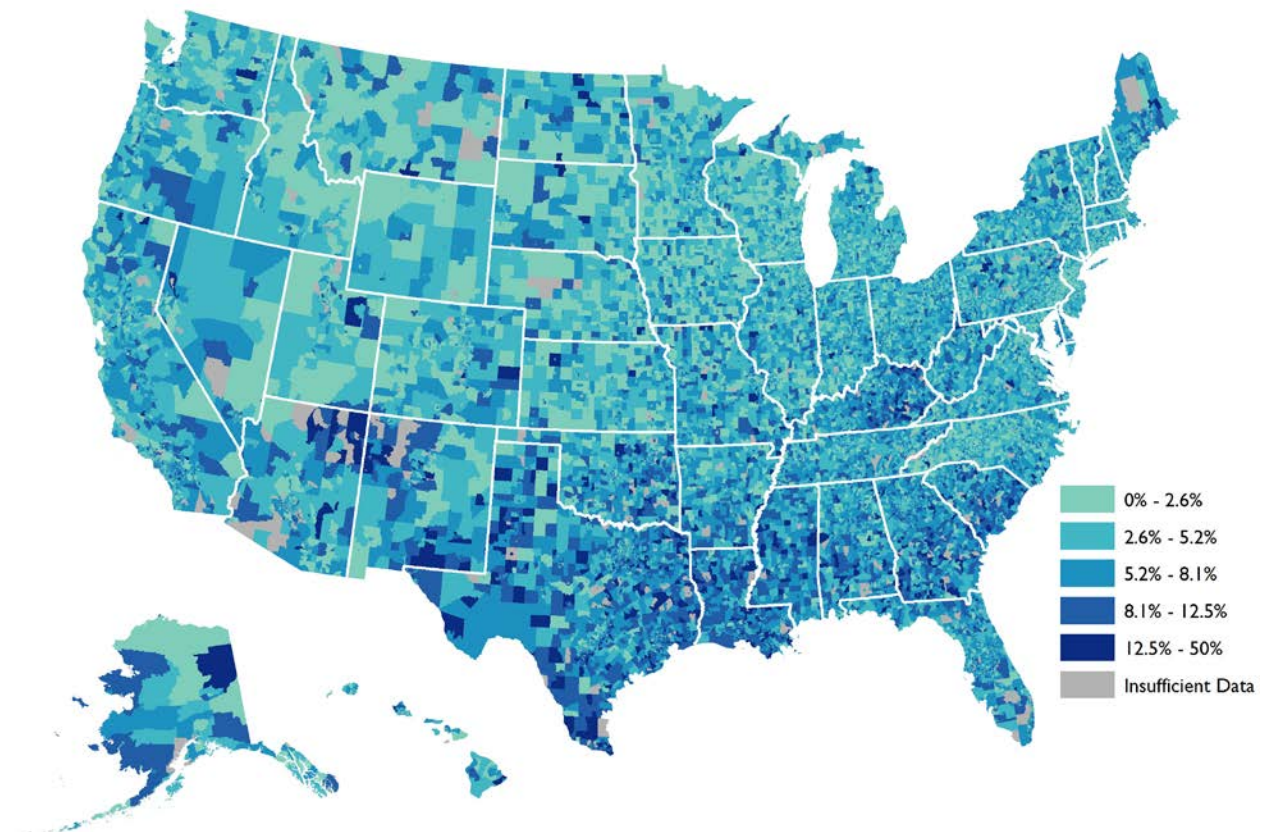 0% - 2.6%
2.6% - 5.2%
5.2% - 8.1%
8.1% - 12.5%
12.5% - 50%
Insufficient Data